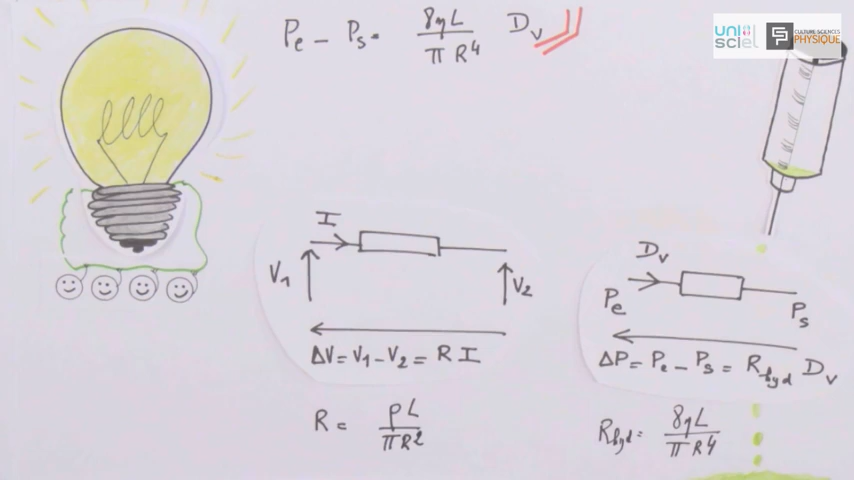 Pe - Ps = 8ηL / πR⁴ Dv
uni sciel
CULTURE SCIENCES
PHYSIQUE
I
V1
V2
ΔV = V1 - V2 = R I
R = ρL / πR²
Dv
Pe
Ps
ΔP = Pe - Ps = Rhyd Dv
Rhyd = 8ηL / πR⁴